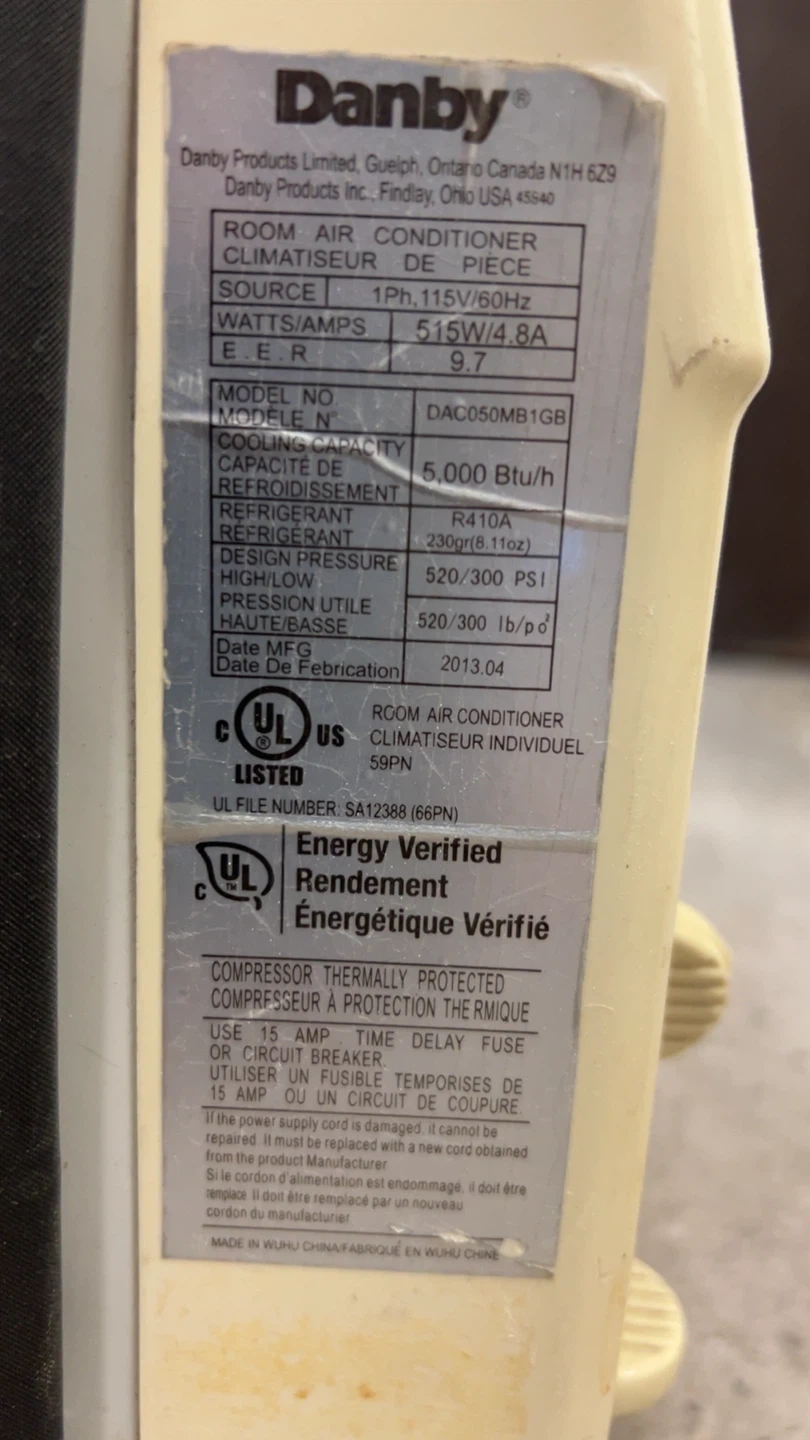 Danby®
Danby Products Limited, Guelph, Ontario Canada N1H 6Z9
Danby Products Inc., Findlay, Ohio USA 45840
ROOM AIR CONDITIONER
CLIMATISEUR DE PIÈCE
SOURCE 1Ph,115V/60Hz
WATTS/AMPS 515W/4.8A
E.E.R 9.7
MODEL NO
MODÈLE N° DAC050MB1GB
COOLING CAPACITY
CAPACITÉ DE
REFROIDISSEMENT 5,000 Btu/h
REFRIGERANT R410A
RÉFRIGÉRANT 230gr(8.11oz)
DESIGN PRESSURE
HIGH/LOW 520/300 PSI
PRESSION UTILE
HAUTE/BASSE 520/300 lb/po²
Date MFG
Date De Febrication 2013.04
C UL® US
LISTED
ROOM AIR CONDITIONER
CLIMATISEUR INDIVIDUEL
59PN
UL FILE NUMBER: SA12388 (66PN)
C UL™
Energy Verified
Rendement
Énergétique Vérifié
COMPRESSOR THERMALLY PROTECTED
COMPRESSEUR À PROTECTION THERMIQUE
USE 15 AMP. TIME DELAY FUSE
OR CIRCUIT BREAKER.
UTILISER UN FUSIBLE TEMPORISES DE
15 AMP OU UN CIRCUIT DE COUPURE.
If the power supply cord is damaged, it cannot be
repaired. It must be replaced with a new cord obtained
from the product Manufacturer
Si le cordon d'alimentation est endommagé, il doit être
remplacé. Il doit être remplacé par un nouveau
cordon du manufacturier
MADE IN WUHU CHINA/FABRIQUÉ EN WUHU CHINE